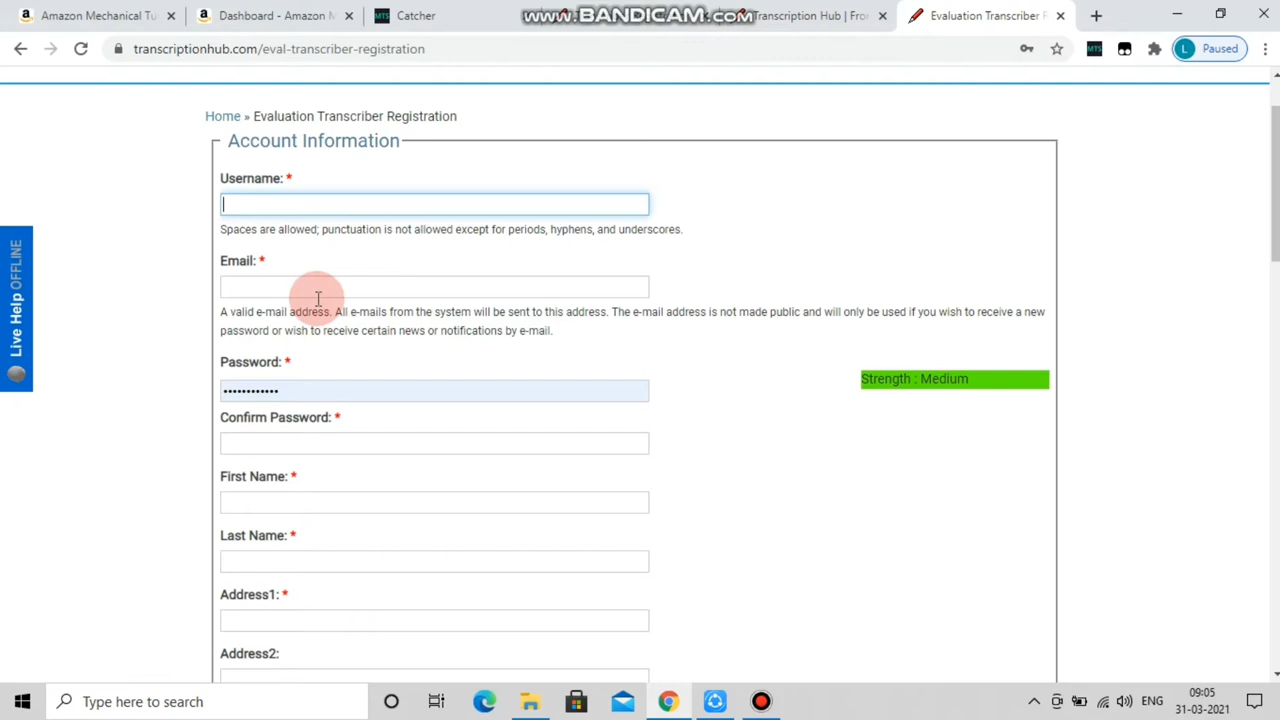 Amazon Mechanical Tu
Dashboard - Amazon M
MTS Catcher
www.BANDICAM.com
Transcription Hub | Fro
Evaluation Transcriber R
transcriptionhub.com/eval-transcriber-registration
MTS
L Paused
Home » Evaluation Transcriber Registration
Account Information
Username: *
Spaces are allowed; punctuation is not allowed except for periods, hyphens, and underscores.
Email: *
A valid e-mail address. All e-mails from the system will be sent to this address. The e-mail address is not made public and will only be used if you wish to receive a new
password or wish to receive certain news or notifications by e-mail.
Live Help OFFLINE
Password: *
Strength : Medium
••••••••••••
Confirm Password: *
First Name: *
Last Name: *
Address1: *
Address2:
Type here to search
ENG
09:05
31-03-2021